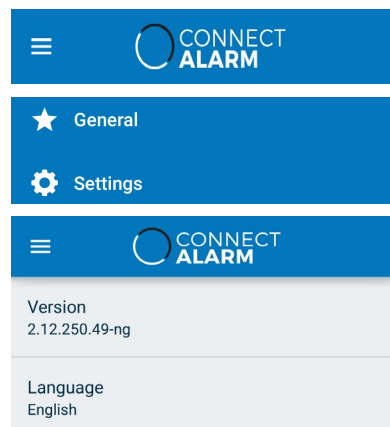 CONNECT
ALARM
General
Settings
CONNECT
ALARM
Version
2.12.250.49-ng
Language
English